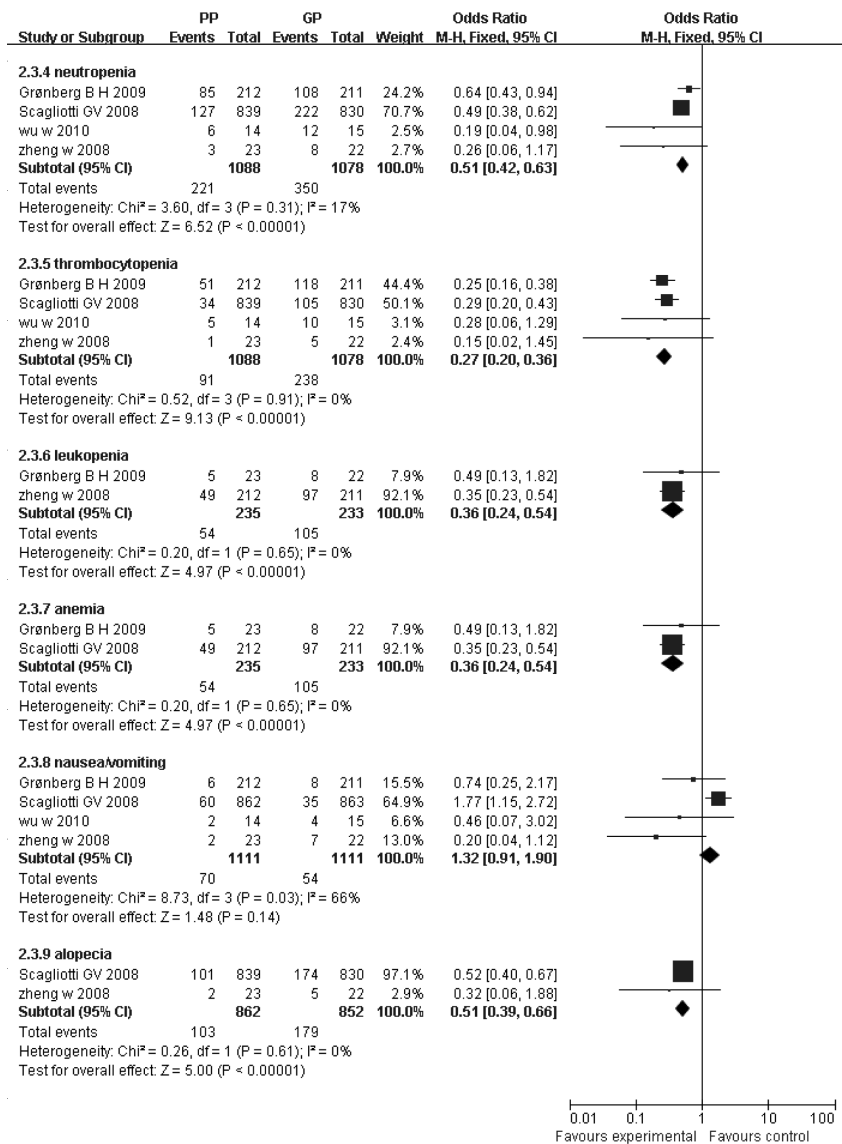 PP GP Odds Ratio Odds Ratio
Study or Subgroup Events Total Events Total Weight M-H, Fixed, 95% CI M-H, Fixed, 95% CI
2.3.4 neutropenia
Grønberg B H 2009 85 212 108 211 24.2% 0.64 [0.43, 0.94]
Scagliotti GV 2008 127 839 222 830 70.7% 0.49 [0.38, 0.62]
wu w 2010 6 14 12 15 2.5% 0.19 [0.04, 0.98]
zheng w 2008 3 23 8 22 2.7% 0.26 [0.06, 1.17]
Subtotal (95% CI) 1088 1078 100.0% 0.51 [0.42, 0.63]
Total events 221 350
Heterogeneity: Chi² = 3.60, df = 3 (P = 0.31); I² = 17%
Test for overall effect: Z = 6.52 (P < 0.00001)
2.3.5 thrombocytopenia
Grønberg B H 2009 51 212 118 211 44.4% 0.25 [0.16, 0.38]
Scagliotti GV 2008 34 839 105 830 50.1% 0.29 [0.20, 0.43]
wu w 2010 5 14 10 15 3.1% 0.28 [0.06, 1.29]
zheng w 2008 1 23 5 22 2.4% 0.15 [0.02, 1.45]
Subtotal (95% CI) 1088 1078 100.0% 0.27 [0.20, 0.36]
Total events 91 238
Heterogeneity: Chi² = 0.52, df = 3 (P = 0.91); I² = 0%
Test for overall effect: Z = 9.13 (P < 0.00001)
2.3.6 leukopenia
Grønberg B H 2009 5 23 8 22 7.9% 0.49 [0.13, 1.82]
zheng w 2008 49 212 97 211 92.1% 0.35 [0.23, 0.54]
Subtotal (95% CI) 235 233 100.0% 0.36 [0.24, 0.54]
Total events 54 105
Heterogeneity: Chi² = 0.20, df = 1 (P = 0.65); I² = 0%
Test for overall effect: Z = 4.97 (P < 0.00001)
2.3.7 anemia
Grønberg B H 2009 5 23 8 22 7.9% 0.49 [0.13, 1.82]
Scagliotti GV 2008 49 212 97 211 92.1% 0.35 [0.23, 0.54]
Subtotal (95% CI) 235 233 100.0% 0.36 [0.24, 0.54]
Total events 54 105
Heterogeneity: Chi² = 0.20, df = 1 (P = 0.65); I² = 0%
Test for overall effect: Z = 4.97 (P < 0.00001)
2.3.8 nausea/vomiting
Grønberg B H 2009 6 212 8 211 15.5% 0.74 [0.25, 2.17]
Scagliotti GV 2008 60 862 35 863 64.9% 1.77 [1.15, 2.72]
wu w 2010 2 14 4 15 6.6% 0.46 [0.07, 3.02]
zheng w 2008 2 23 7 22 13.0% 0.20 [0.04, 1.12]
Subtotal (95% CI) 1111 1111 100.0% 1.32 [0.91, 1.90]
Total events 70 54
Heterogeneity: Chi² = 8.73, df = 3 (P = 0.03); I² = 66%
Test for overall effect: Z = 1.48 (P = 0.14)
2.3.9 alopecia
Scagliotti GV 2008 101 839 174 830 97.1% 0.52 [0.40, 0.67]
zheng w 2008 2 23 5 22 2.9% 0.32 [0.06, 1.88]
Subtotal (95% CI) 862 852 100.0% 0.51 [0.39, 0.66]
Total events 103 179
Heterogeneity: Chi² = 0.26, df = 1 (P = 0.61); I² = 0%
Test for overall effect: Z = 5.00 (P < 0.00001)
0.01 0.1 1 10 100
Favours experimental Favours control